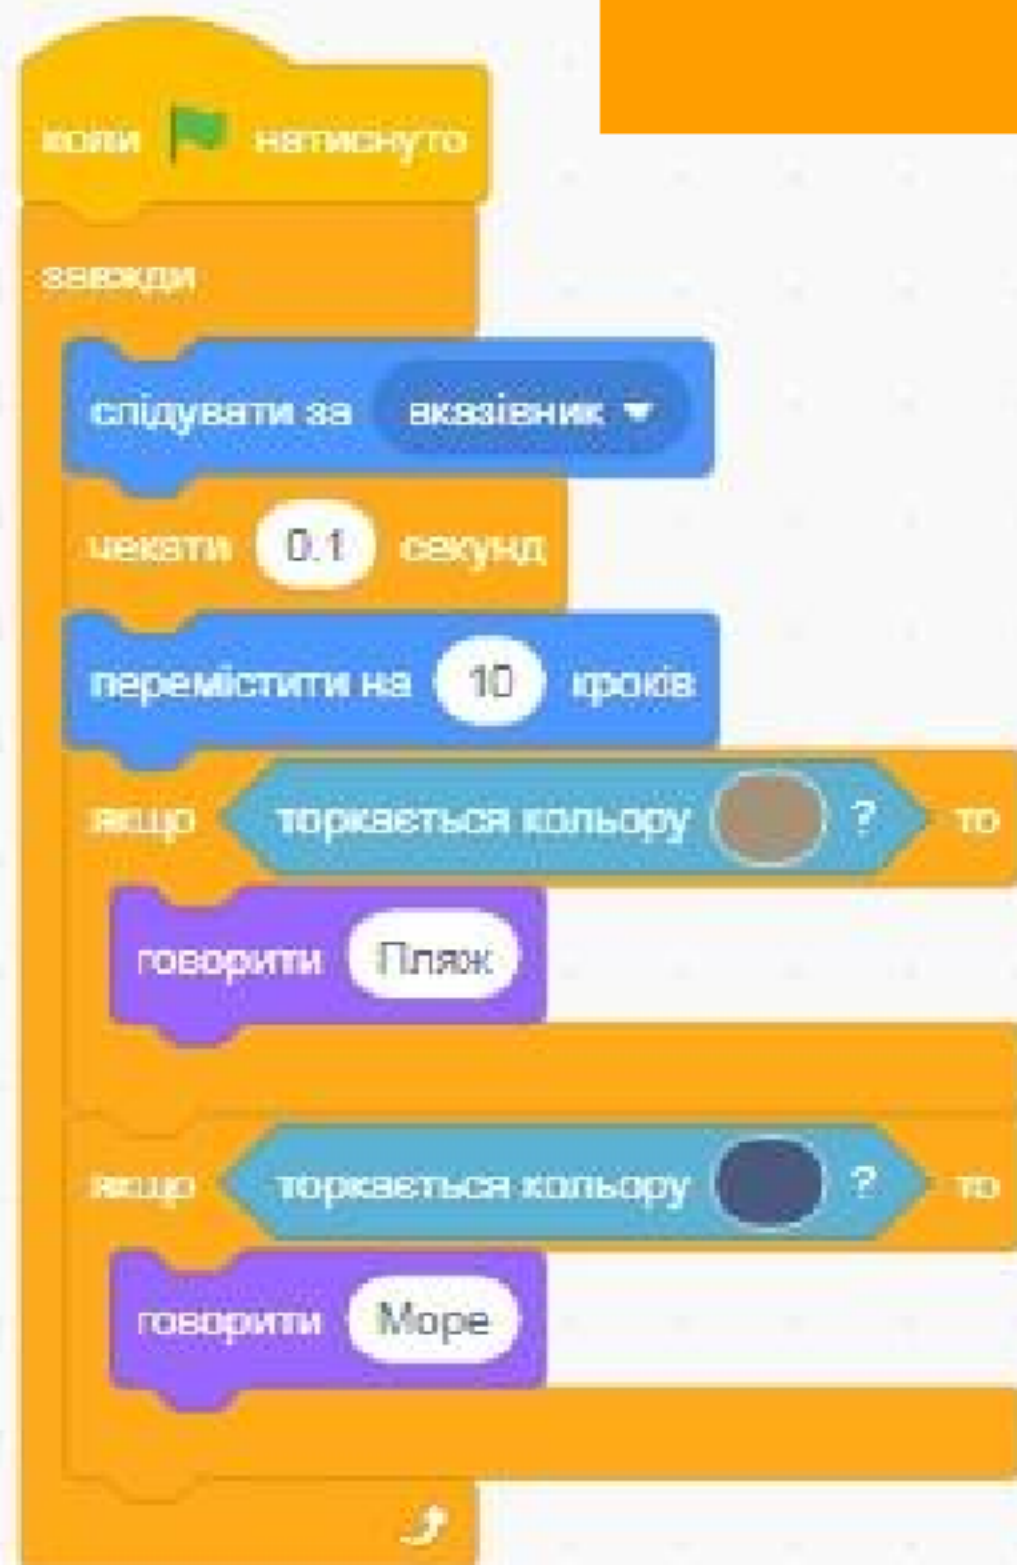 коли натиснуто
завжди
слідувати за вказівник
чекати 0.1 секунд
перемістити на 10 кроків
якщо торкається кольору ? то
говорити Пляж
якщо торкається кольору ? то
говорити Море